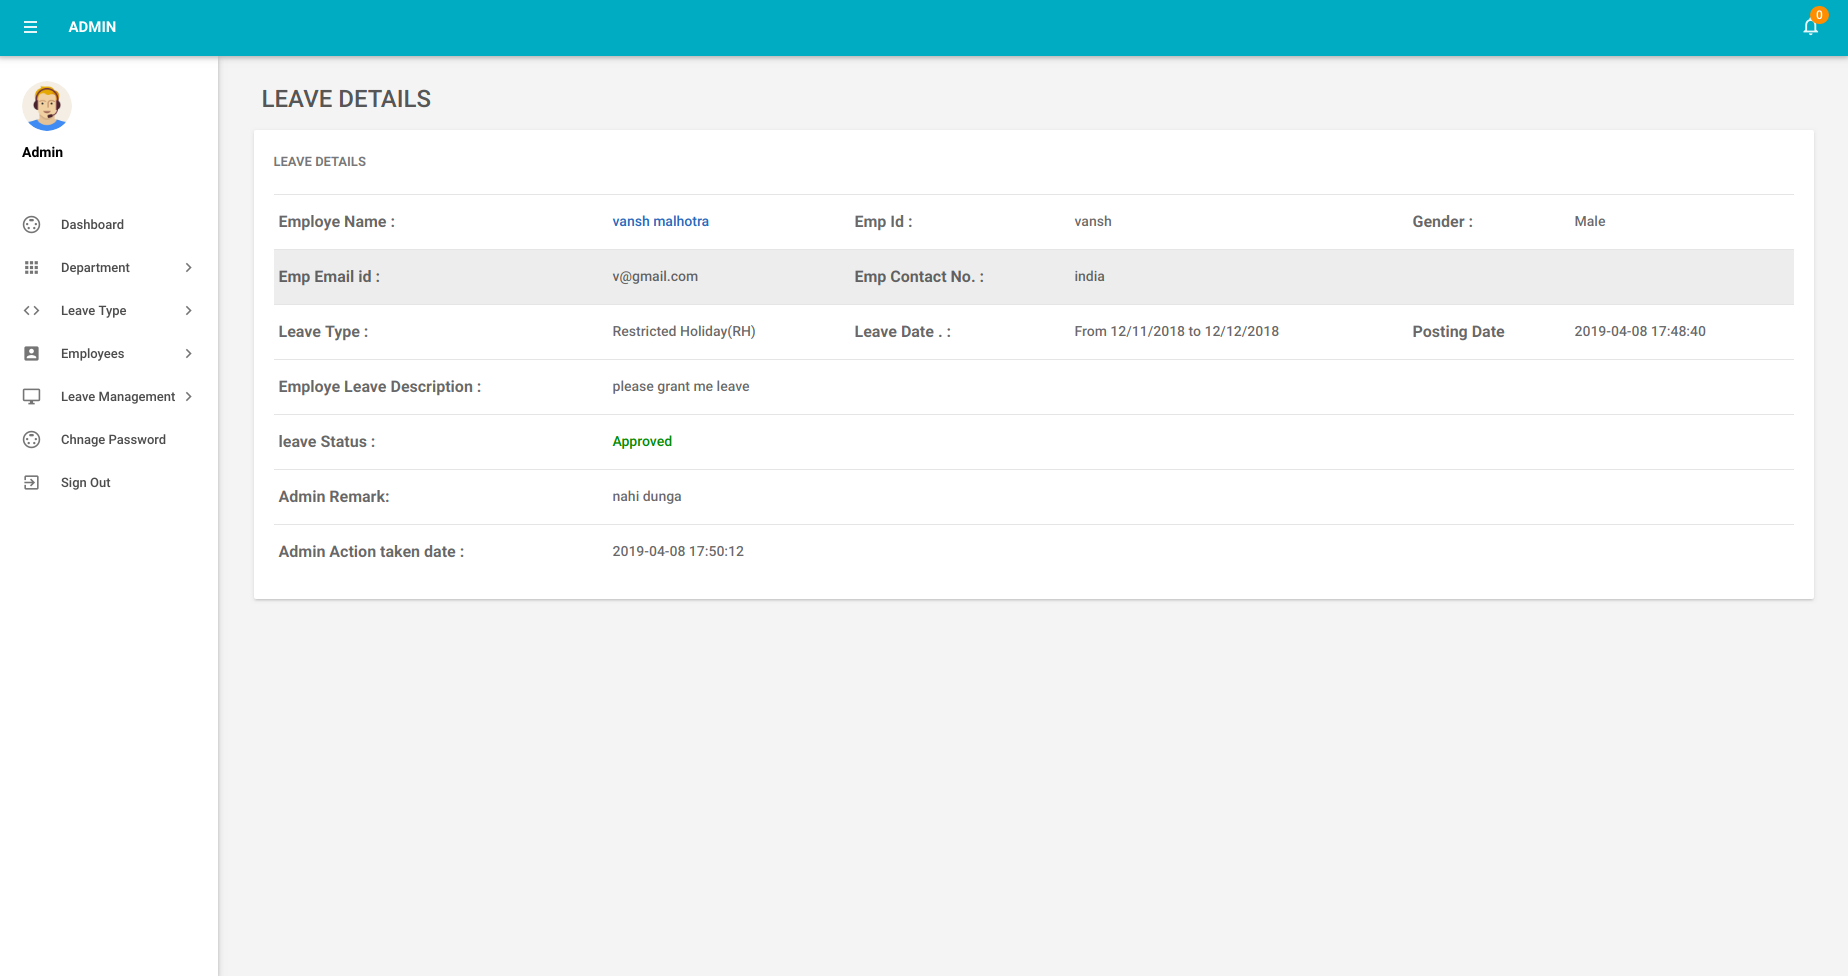 ADMIN
0
Admin
Dashboard
Department
Leave Type
Employees
Leave Management
Chnage Password
Sign Out
LEAVE DETAILS
LEAVE DETAILS
Employe Name : vansh malhotra Emp Id : vansh Gender : Male
Emp Email id : v@gmail.com Emp Contact No. : india
Leave Type : Restricted Holiday(RH) Leave Date . : From 12/11/2018 to 12/12/2018 Posting Date 2019-04-08 17:48:40
Employe Leave Description : please grant me leave
leave Status : Approved
Admin Remark: nahi dunga
Admin Action taken date : 2019-04-08 17:50:12